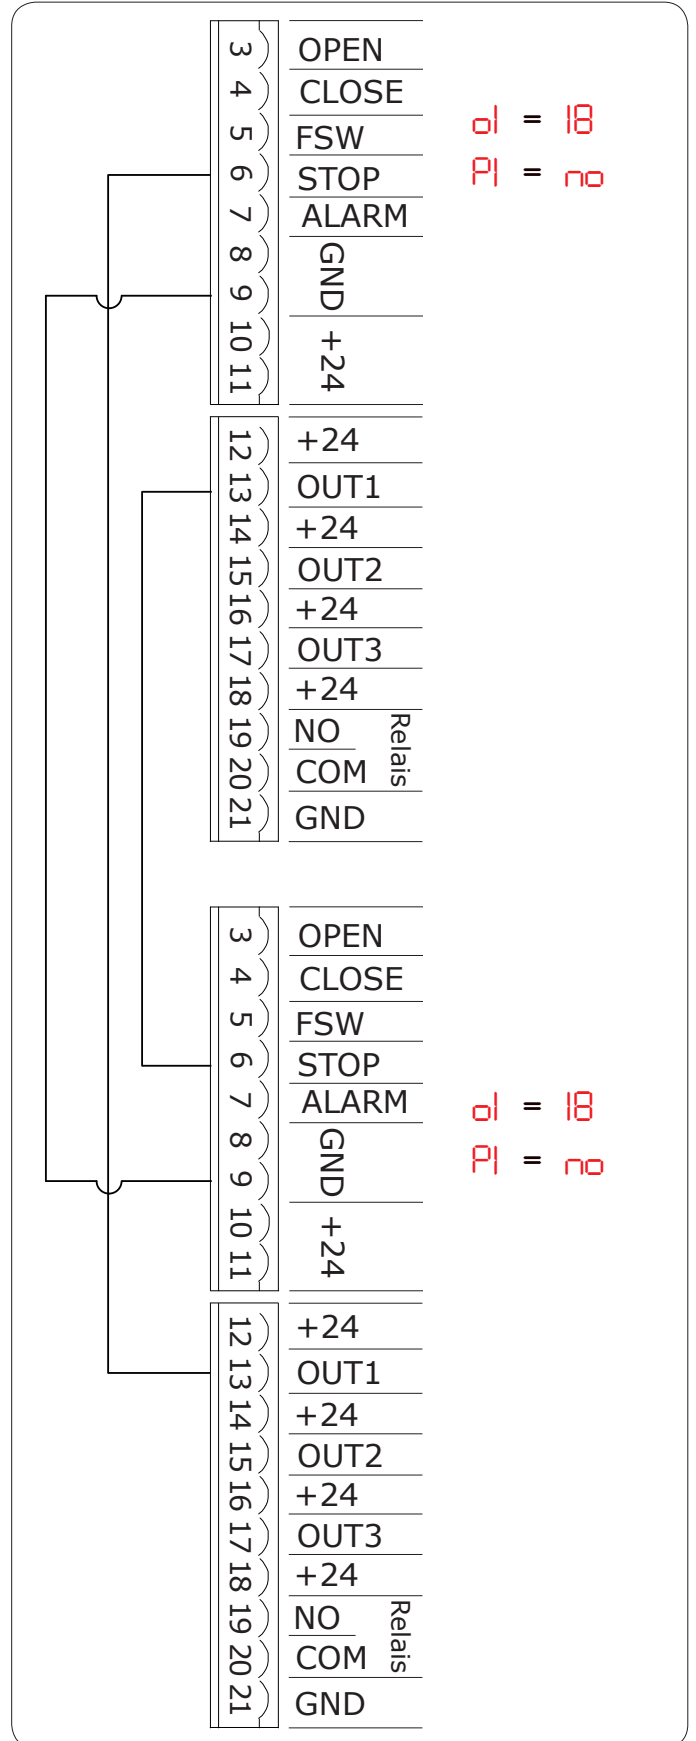 3 OPEN
4 CLOSE
5 FSW
6 STOP
7 ALARM
8 GND
9
10 +24
11
o1 = 18
P1 = no
12 +24
13 OUT1
14 +24
15 OUT2
16 +24
17 OUT3
18 +24
19 NO Relais
20 COM
21 GND
3 OPEN
4 CLOSE
5 FSW
6 STOP
7 ALARM
8 GND
9
10 +24
11
o1 = 18
P1 = no
12 +24
13 OUT1
14 +24
15 OUT2
16 +24
17 OUT3
18 +24
19 NO Relais
20 COM
21 GND